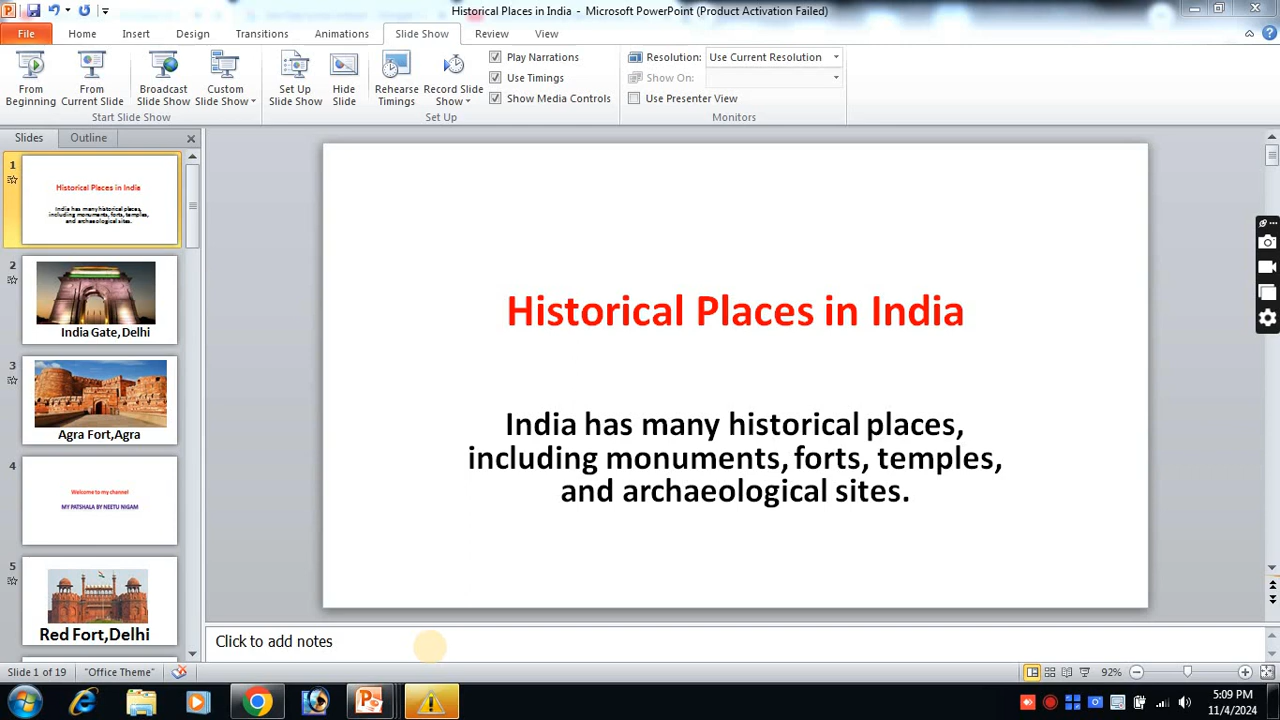 Historical Places in India - Microsoft PowerPoint (Product Activation Failed)
File Home Insert Design Transitions Animations Slide Show Review View
From Beginning
From Current Slide
Broadcast Slide Show
Custom Slide Show
Start Slide Show
Set Up Slide Show
Hide Slide
Rehearse Timings
Record Slide Show
Play Narrations
Use Timings
Show Media Controls
Set Up
Resolution: Use Current Resolution
Show On:
Use Presenter View
Monitors
Slides Outline
1
Historical Places in India
India has many historical places,
including monuments, forts, temples,
and archaeological sites.
2
India Gate, Delhi
3
Agra Fort,Agra
4
Welcome to my channel
MY PATSHALA BY NEETU NIGAM
5
Red Fort,Delhi
Historical Places in India
India has many historical places,
including monuments, forts, temples,
and archaeological sites.
Click to add notes
Slide 1 of 19 "Office Theme" 92%
5:09 PM
11/4/2024